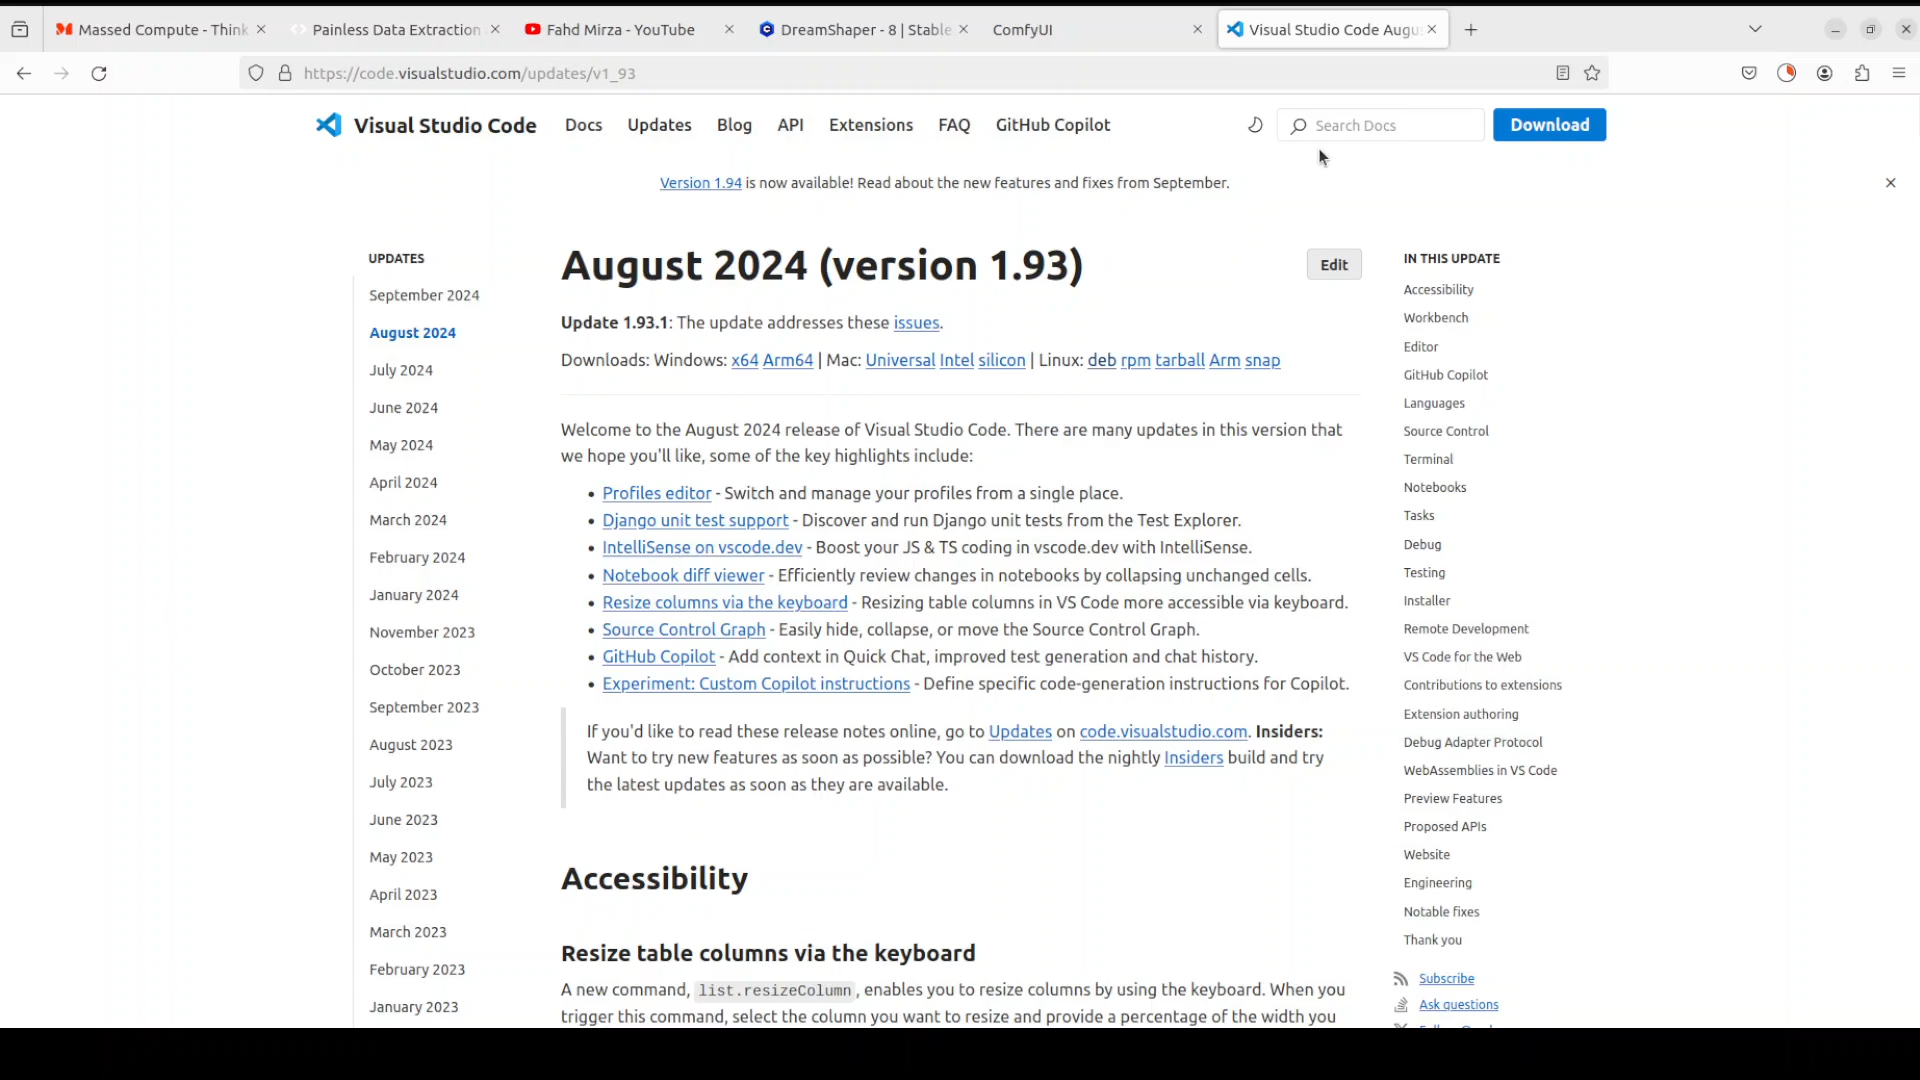 Massed Compute - Think
Painless Data Extraction
Fahd Mirza - YouTube
DreamShaper - 8 | Stable
ComfyUI
Visual Studio Code Augu
https://code.visualstudio.com/updates/v1_93
Visual Studio Code
Docs
Updates
Blog
API
Extensions
FAQ
GitHub Copilot
Search Docs
Download
Version 1.94 is now available! Read about the new features and fixes from September.
UPDATES
September 2024
August 2024
July 2024
June 2024
May 2024
April 2024
March 2024
February 2024
January 2024
November 2023
October 2023
September 2023
August 2023
July 2023
June 2023
May 2023
April 2023
March 2023
February 2023
January 2023
August 2024 (version 1.93)
Edit
Update 1.93.1: The update addresses these issues.
Downloads: Windows: x64 Arm64 | Mac: Universal Intel silicon | Linux: deb rpm tarball Arm snap
Welcome to the August 2024 release of Visual Studio Code. There are many updates in this version that
we hope you'll like, some of the key highlights include:
• Profiles editor - Switch and manage your profiles from a single place.
• Django unit test support - Discover and run Django unit tests from the Test Explorer.
• IntelliSense on vscode.dev - Boost your JS & TS coding in vscode.dev with IntelliSense.
• Notebook diff viewer - Efficiently review changes in notebooks by collapsing unchanged cells.
• Resize columns via the keyboard - Resizing table columns in VS Code more accessible via keyboard.
• Source Control Graph - Easily hide, collapse, or move the Source Control Graph.
• GitHub Copilot - Add context in Quick Chat, improved test generation and chat history.
• Experiment: Custom Copilot instructions - Define specific code-generation instructions for Copilot.
If you'd like to read these release notes online, go to Updates on code.visualstudio.com. Insiders:
Want to try new features as soon as possible? You can download the nightly Insiders build and try
the latest updates as soon as they are available.
Accessibility
Resize table columns via the keyboard
A new command, list.resizeColumn, enables you to resize columns by using the keyboard. When you
trigger this command, select the column you want to resize and provide a percentage of the width you
IN THIS UPDATE
Accessibility
Workbench
Editor
GitHub Copilot
Languages
Source Control
Terminal
Notebooks
Tasks
Debug
Testing
Installer
Remote Development
VS Code for the Web
Contributions to extensions
Extension authoring
Debug Adapter Protocol
WebAssemblies in VS Code
Preview Features
Proposed APIs
Website
Engineering
Notable fixes
Thank you
Subscribe
Ask questions